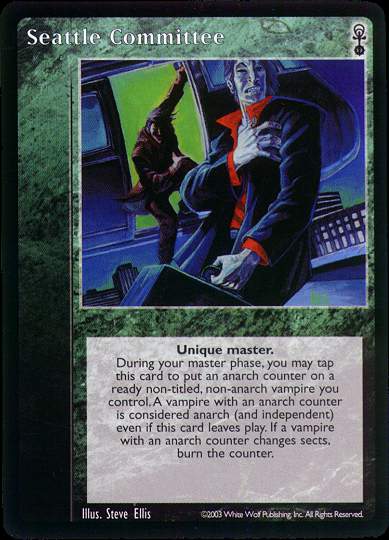 Seattle Committee
Unique master.
During your master phase, you may tap
this card to put an anarch counter on a
ready non-titled, non-anarch vampire you
control. A vampire with an anarch counter
is considered anarch (and independent)
even if this card leaves play. If a vampire
with an anarch counter changes sects,
burn the counter.
Illus. Steve Ellis
©2003 White Wolf Publishing, Inc. All Rights Reserved.